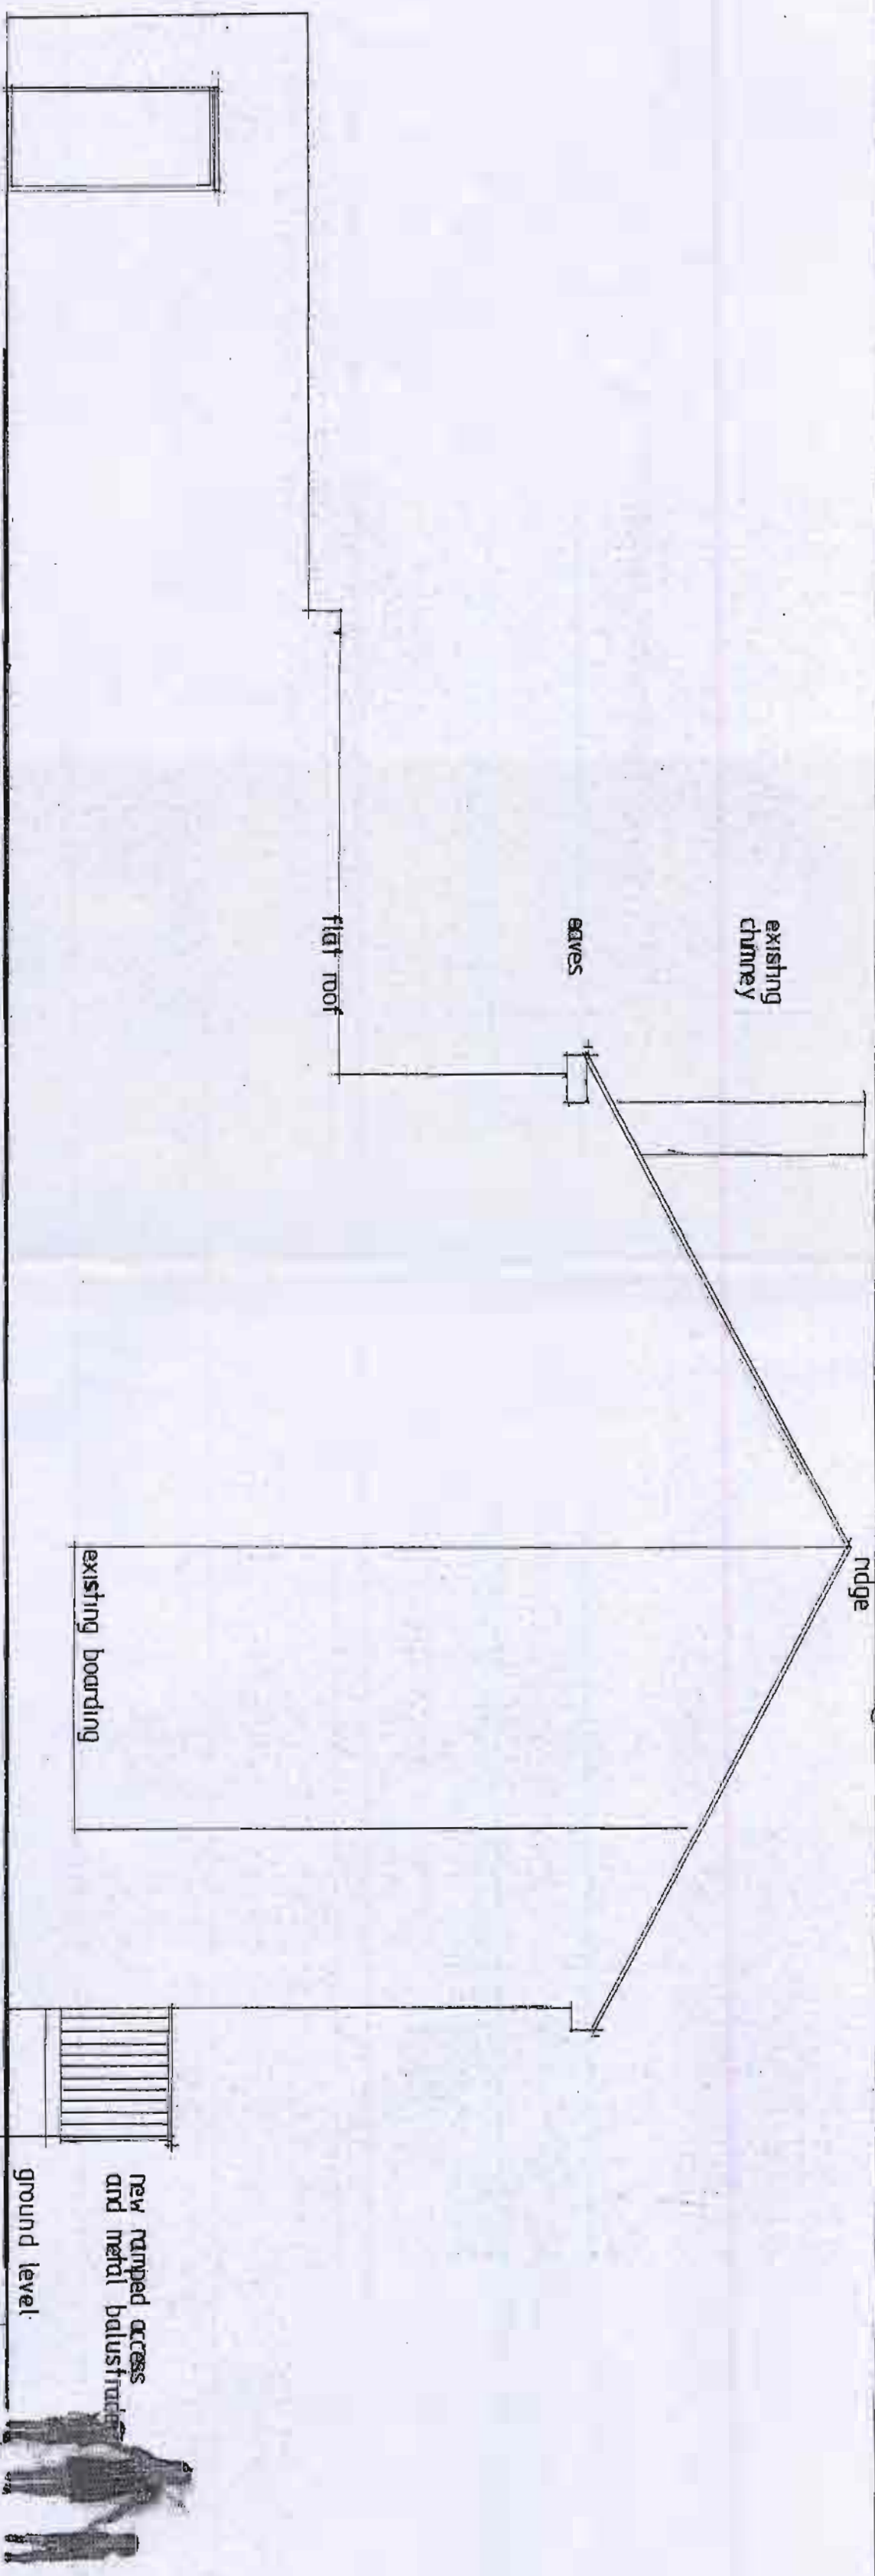 existing
chimney
eaves
flat roof
ridge
existing boarding
new ramped access
and metal balustrade
ground level